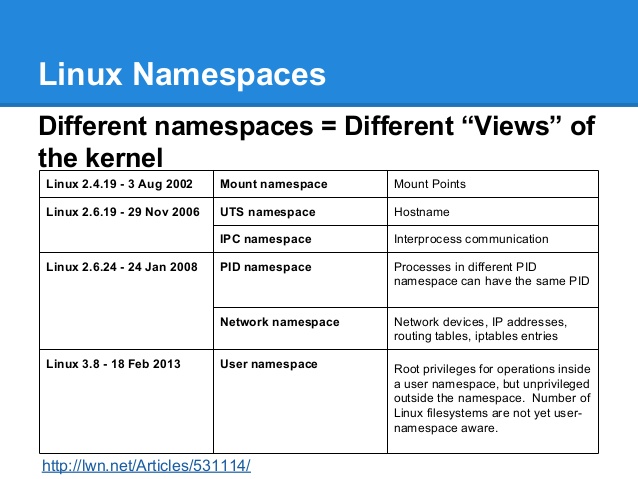 Linux Namespaces
Different namespaces = Different “Views” of
the kernel
Linux 2.4.19 - 3 Aug 2002 Mount namespace Mount Points
Linux 2.6.19 - 29 Nov 2006 UTS namespace Hostname
IPC namespace Interprocess communication
Linux 2.6.24 - 24 Jan 2008 PID namespace Processes in different PID
namespace can have the same PID
Network namespace Network devices, IP addresses,
routing tables, iptables entries
Linux 3.8 - 18 Feb 2013 User namespace Root privileges for operations inside
a user namespace, but unprivileged
outside the namespace. Number of
Linux filesystems are not yet user-
namespace aware.
http://lwn.net/Articles/531114/